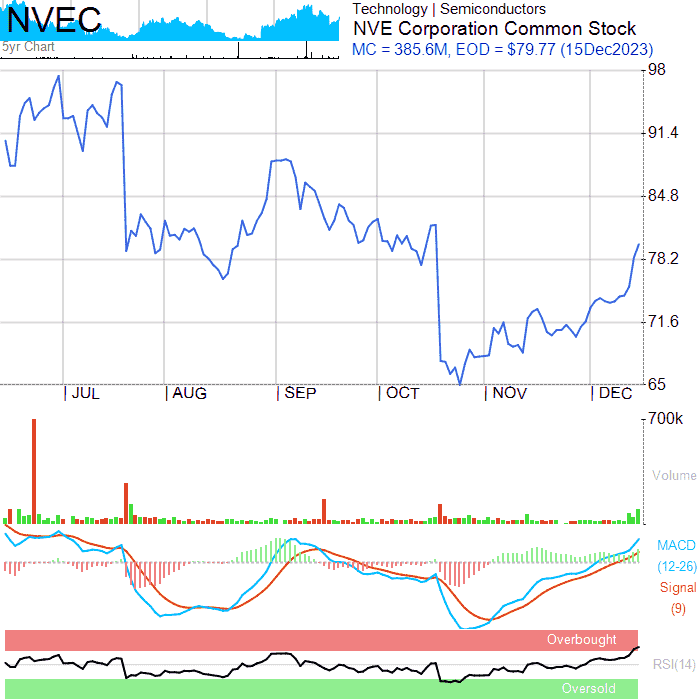 NVEC
5yr Chart
Technology | Semiconductors
NVE Corporation Common Stock
MC = 385.6M, EOD = $79.77 (15Dec2023)
98
91.4
84.8
78.2
71.6
65
JUL
AUG
SEP
OCT
NOV
DEC
700k
Volume
MACD
(12-26)
Signal
(9)
Overbought
RSI(14)
Oversold